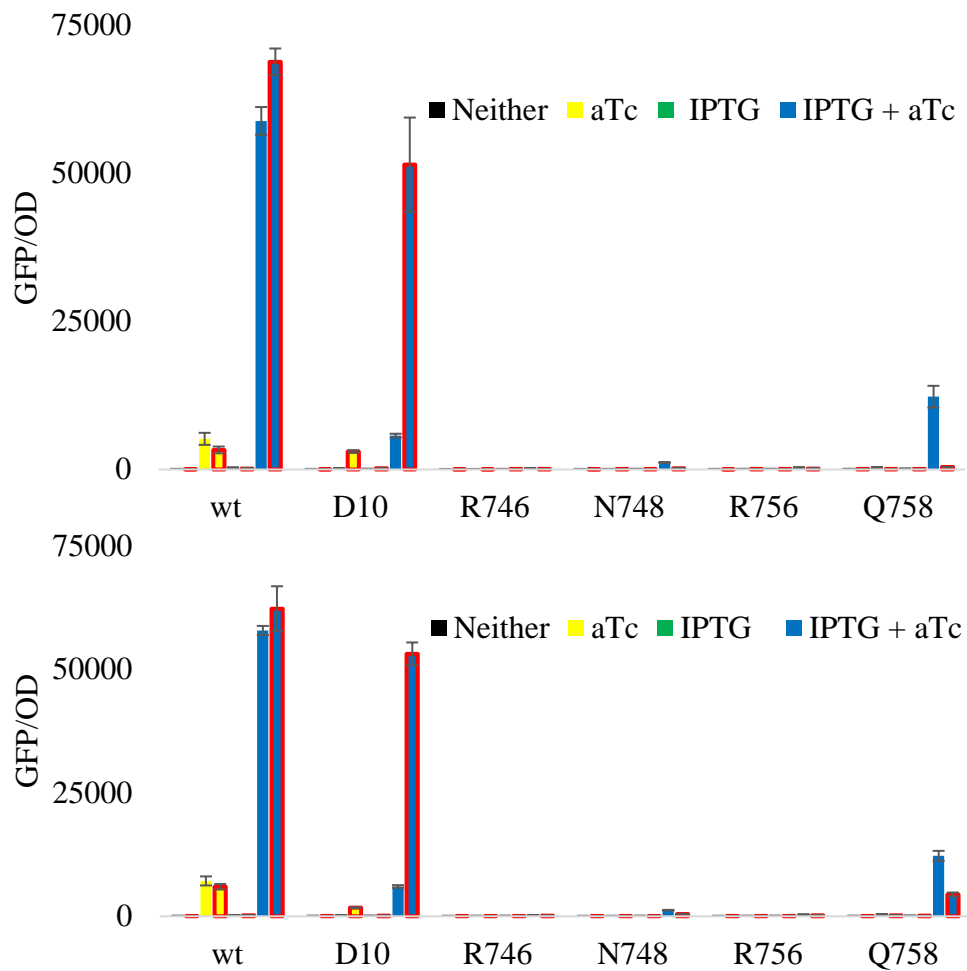 75000
Neither aTc IPTG IPTG + aTc
50000
GFP/OD
25000
0
wt D10 R746 N748 R756 Q758
75000
Neither aTc IPTG IPTG + aTc
50000
GFP/OD
25000
0
wt D10 R746 N748 R756 Q758